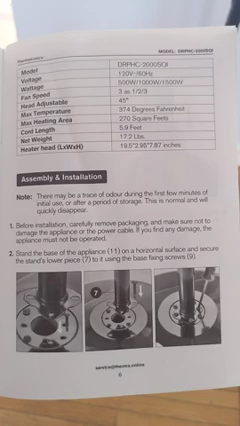 MODEL: DRPHC-2000SQI
Model DRPHC-2000SQI
Voltage 120V~/60Hz
Wattage 500W/1000W/1500W
Fan Speed 3 as 1/2/3
Head Adjustable 45°
Max Temperature 374 Degrees Fahrenheit
Max Heating Area 270 Square Feets
Cord Length 5.9 Feet
Net Weight 17.2 Lbs.
Heater head (LxWxH) 19.5*2.95*7.87 inches
Assembly & Installation
Note: There may be a trace of odour during the first few minutes of
initial use, or after a period of storage. This is normal and will
quickly disappear.
1. Before installation, carefully remove packaging, and make sure not to
damage the appliance or the power cable. If you find any damage, the
appliance must not be operated.
2. Stand the base of the appliance (11) on a horizontal surface and secure
the stand's lower piece (7) to it using the base fixing screws (9).
7
service@therma.online
6